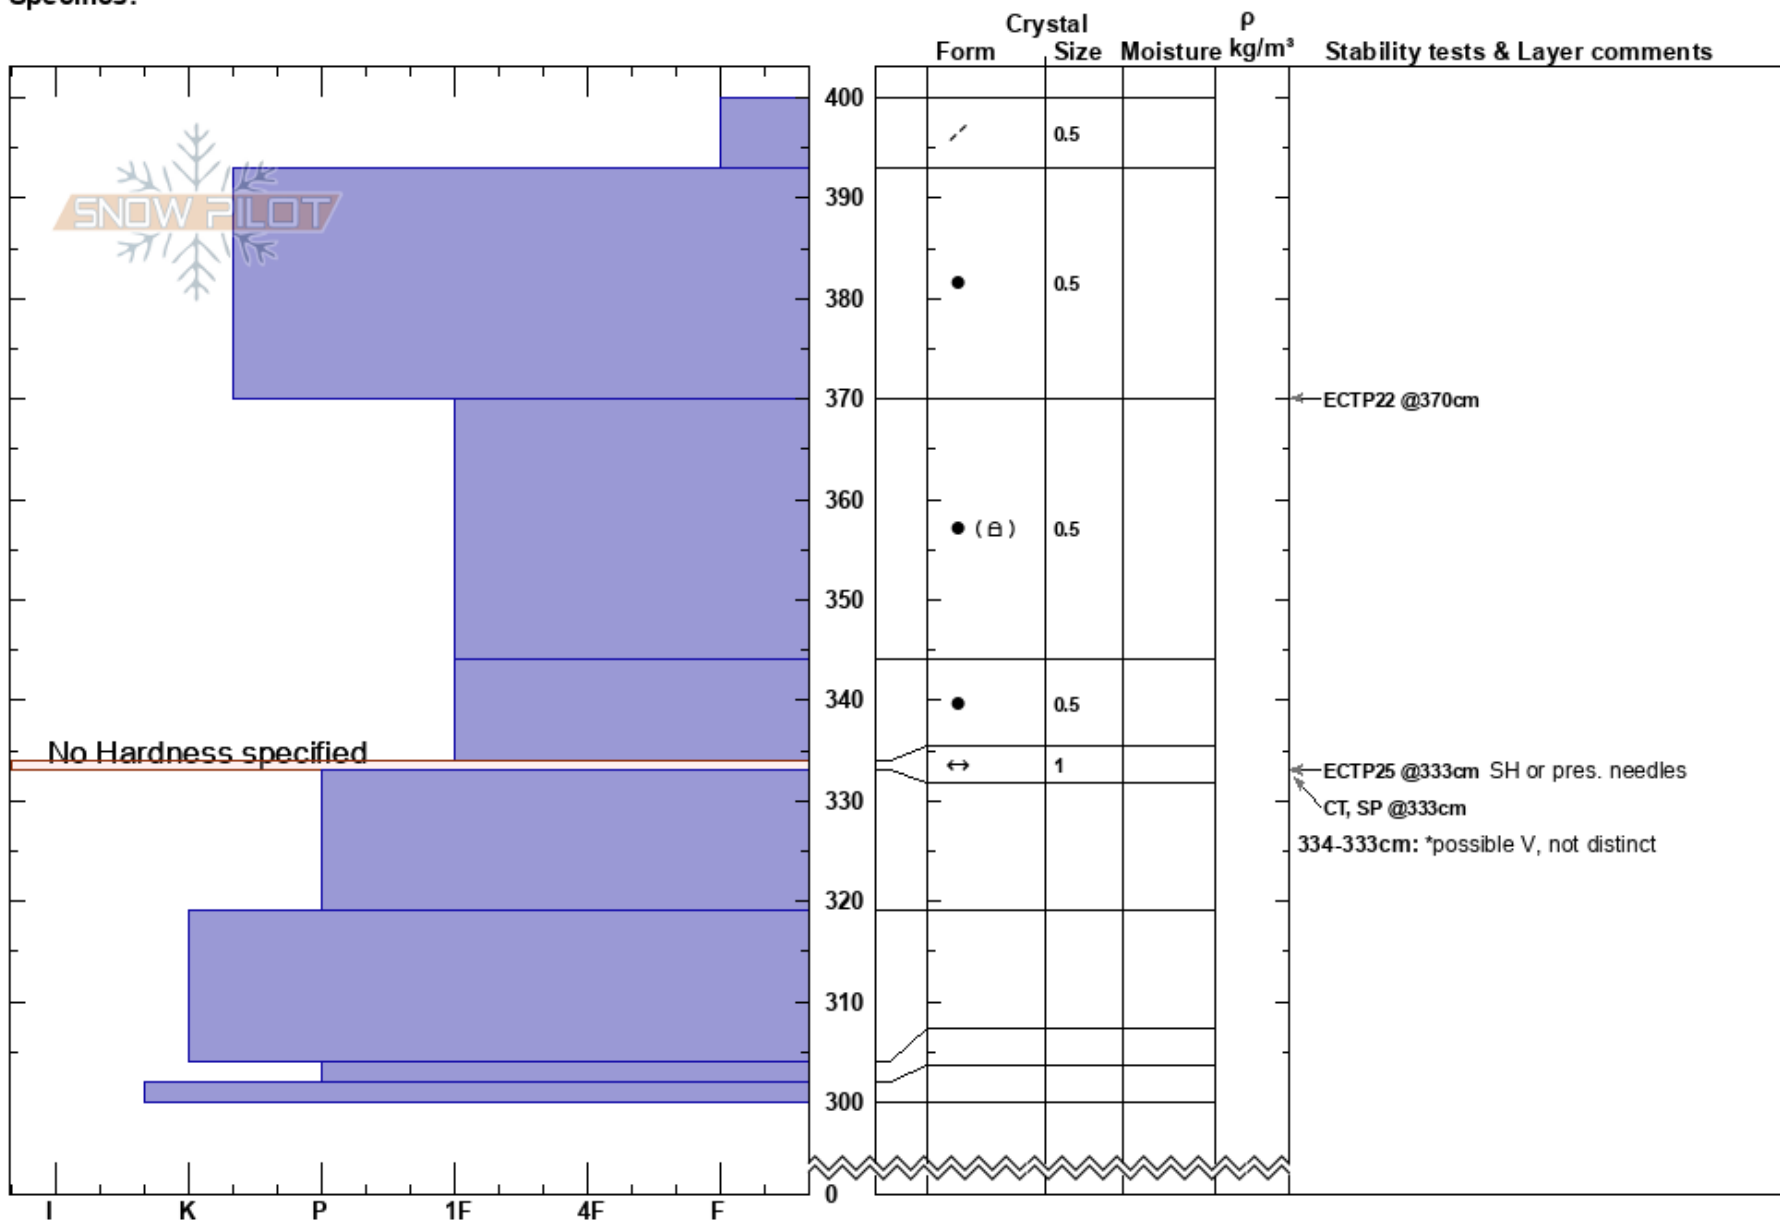 Specifics:
Crystal
ρ
Form Size Moisture kg/m³ Stability tests & Layer comments
400
0.5
390
SNOW PILOT
0.5
380
370
ECTP22 @370cm
360
( ) 0.5
350
340
0.5
No Hardness specified
1
ECTP25 @333cm SH or pres. needles
330
CT, SP @333cm
334-333cm: *possible V, not distinct
320
310
300
0
I K P 1F 4F F